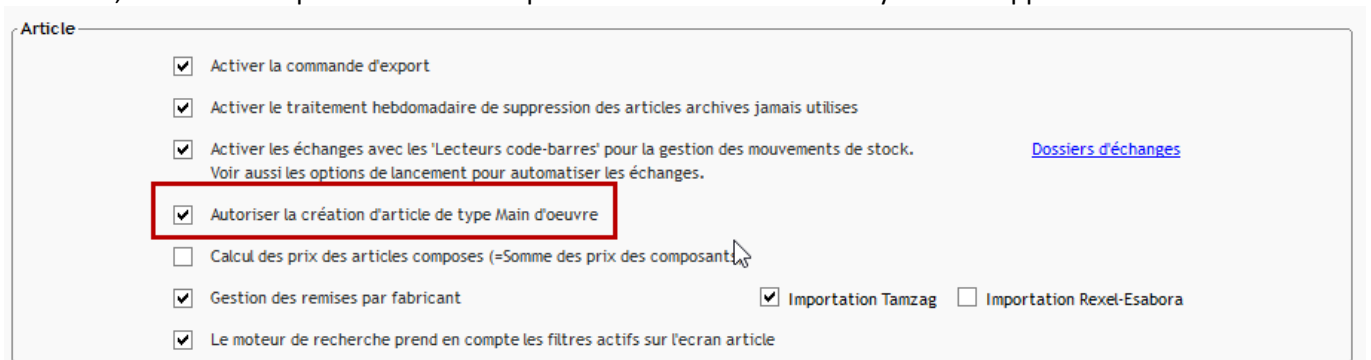 Article
Activer la commande d'export
Activer le traitement hebdomadaire de suppression des articles archives jamais utilises
Activer les échanges avec les 'Lecteurs code-barres' pour la gestion des mouvements de stock. Dossiers d'échanges
Voir aussi les options de lancement pour automatiser les échanges.
Autoriser la création d'article de type Main d'oeuvre
Calcul des prix des articles composes (=Somme des prix des composants
Gestion des remises par fabricant Importation Tamzag Importation Rexel-Esabora
Le moteur de recherche prend en compte les filtres actifs sur l'ecran article